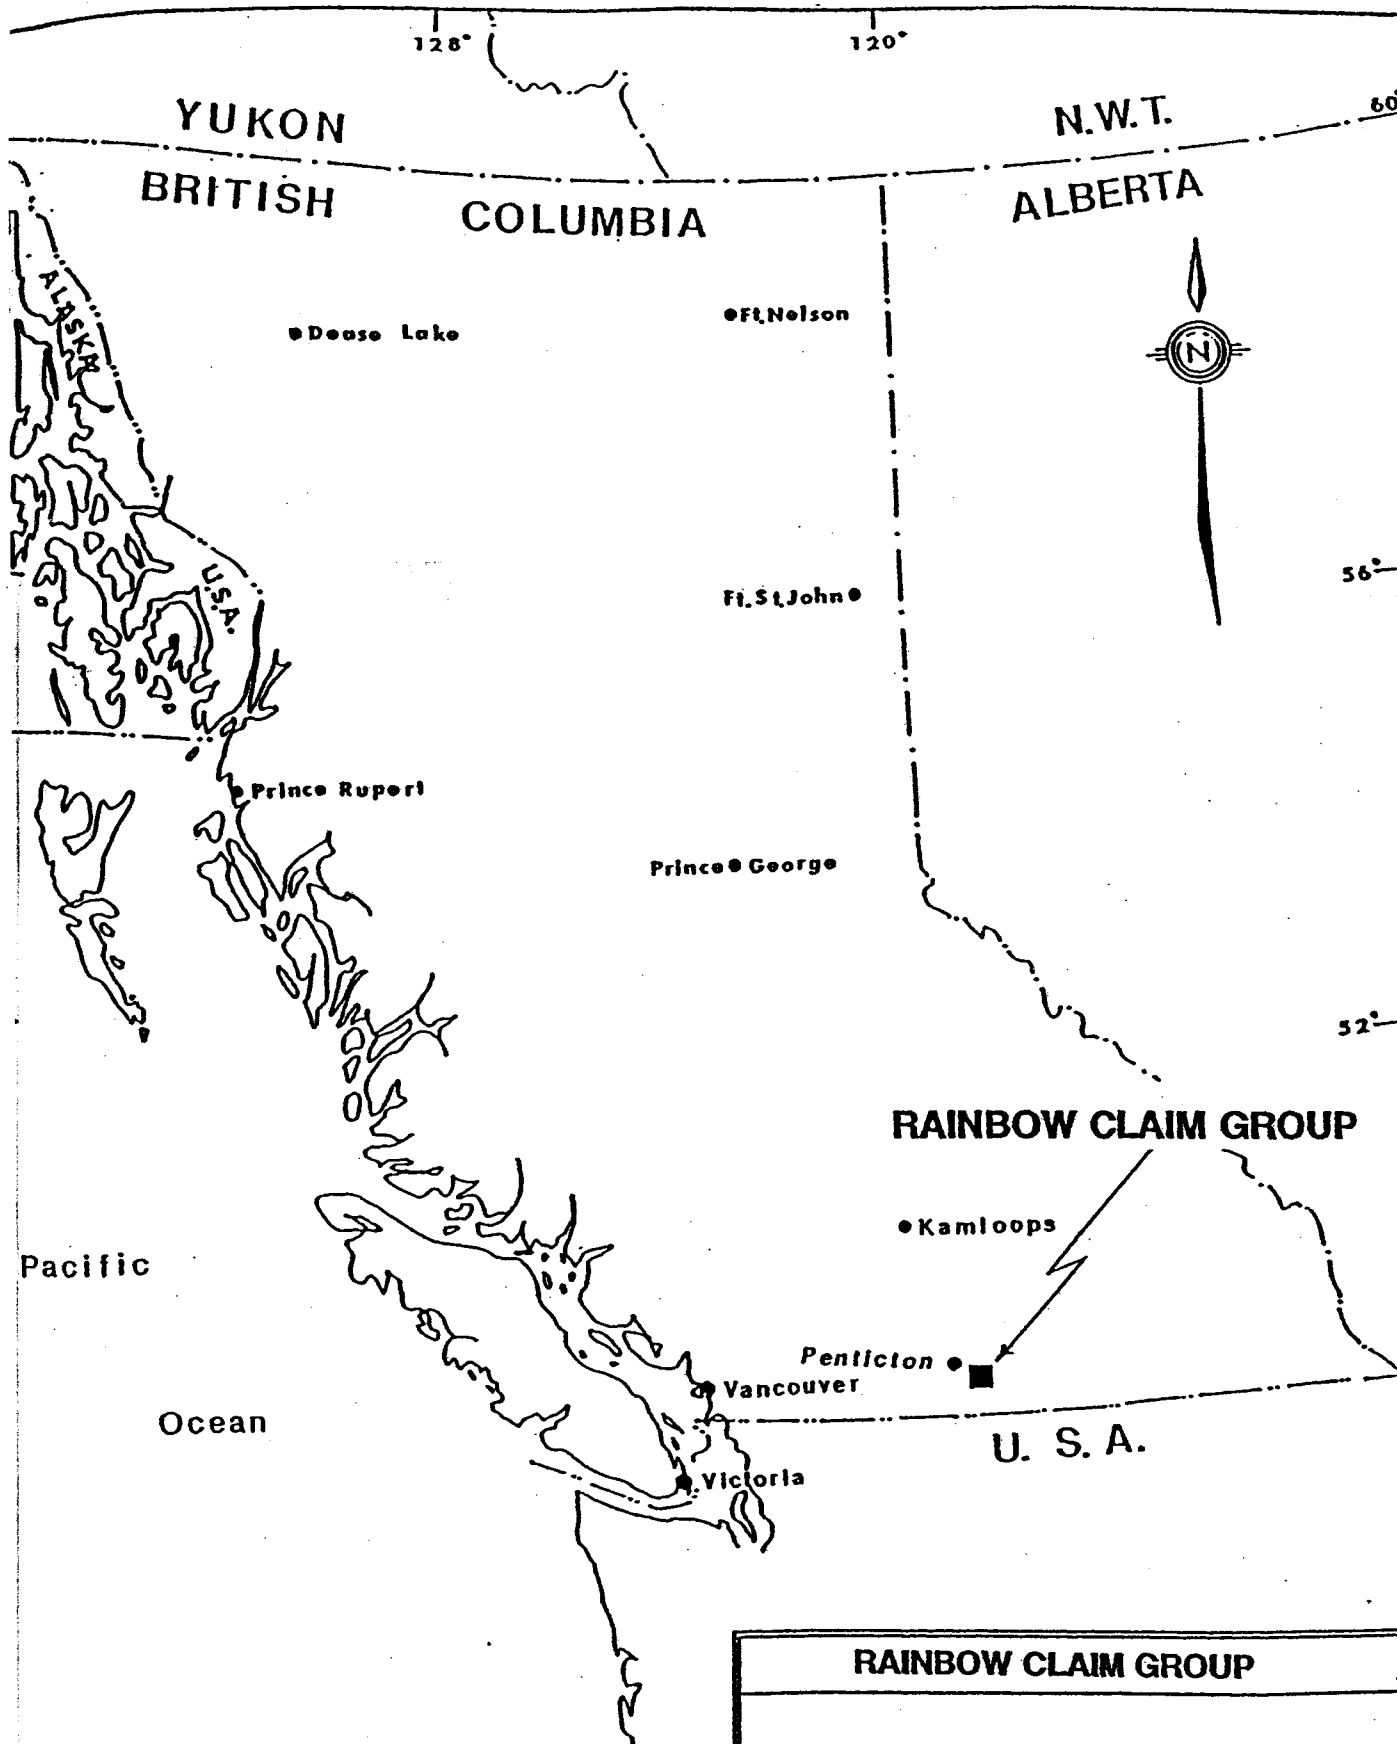 128°
120°
60°
YUKON
N.W.T.
BRITISH COLUMBIA
ALBERTA
ALASKA
Dease Lake
Ft.Nelson
N
56°
U.S.A.
Ft.St.John
Prince Rupert
Prince George
52°
RAINBOW CLAIM GROUP
Kamloops
Pacific
Penticton
Vancouver
Ocean
U. S. A.
Victoria
RAINBOW CLAIM GROUP